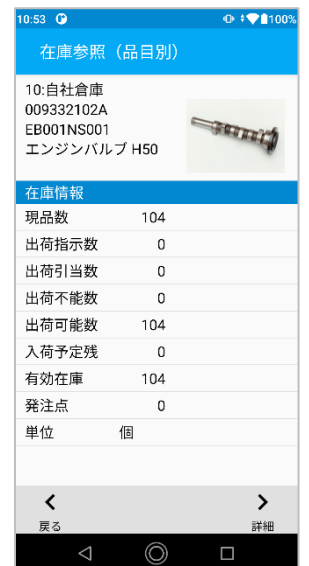 10:53 100%
在庫参照（品目別）
10:自社倉庫
009332102A
EB001NS001
エンジンバルブ H50
在庫情報
現品数 104
出荷指示数 0
出荷引当数 0
出荷不能数 0
出荷可能数 104
入荷予定残 0
有効在庫 104
発注点 0
単位 個
戻る 詳細